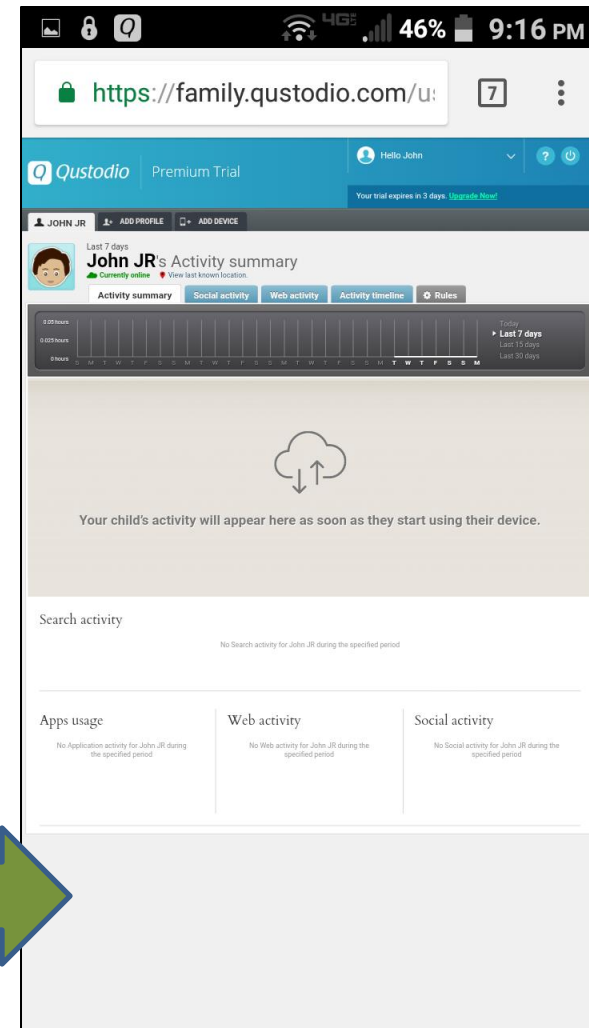 4G 46% 9:16 PM
https://family.qustodio.com/u 7
Qustodio Premium Trial Hello John ?
Your trial expires in 3 days. Upgrade Now!
JOHN JR ADD PROFILE ADD DEVICE
Last 7 days
John JR's Activity summary
Currently online View last known location.
Activity summary Social activity Web activity Activity timeline Rules
0.05 hours
0.025 hours
0 hours
S M T W T F S S M T W T F S S M T W T F S S M T W T F S S M
Today
Last 7 days
Last 15 days
Last 30 days
Your child's activity will appear here as soon as they start using their device.
Search activity
No Search activity for John JR during the specified period
Apps usage
No Application activity for John JR during
the specified period
Web activity
No Web activity for John JR during the
specified period
Social activity
No Social activity for John JR during the
specified period